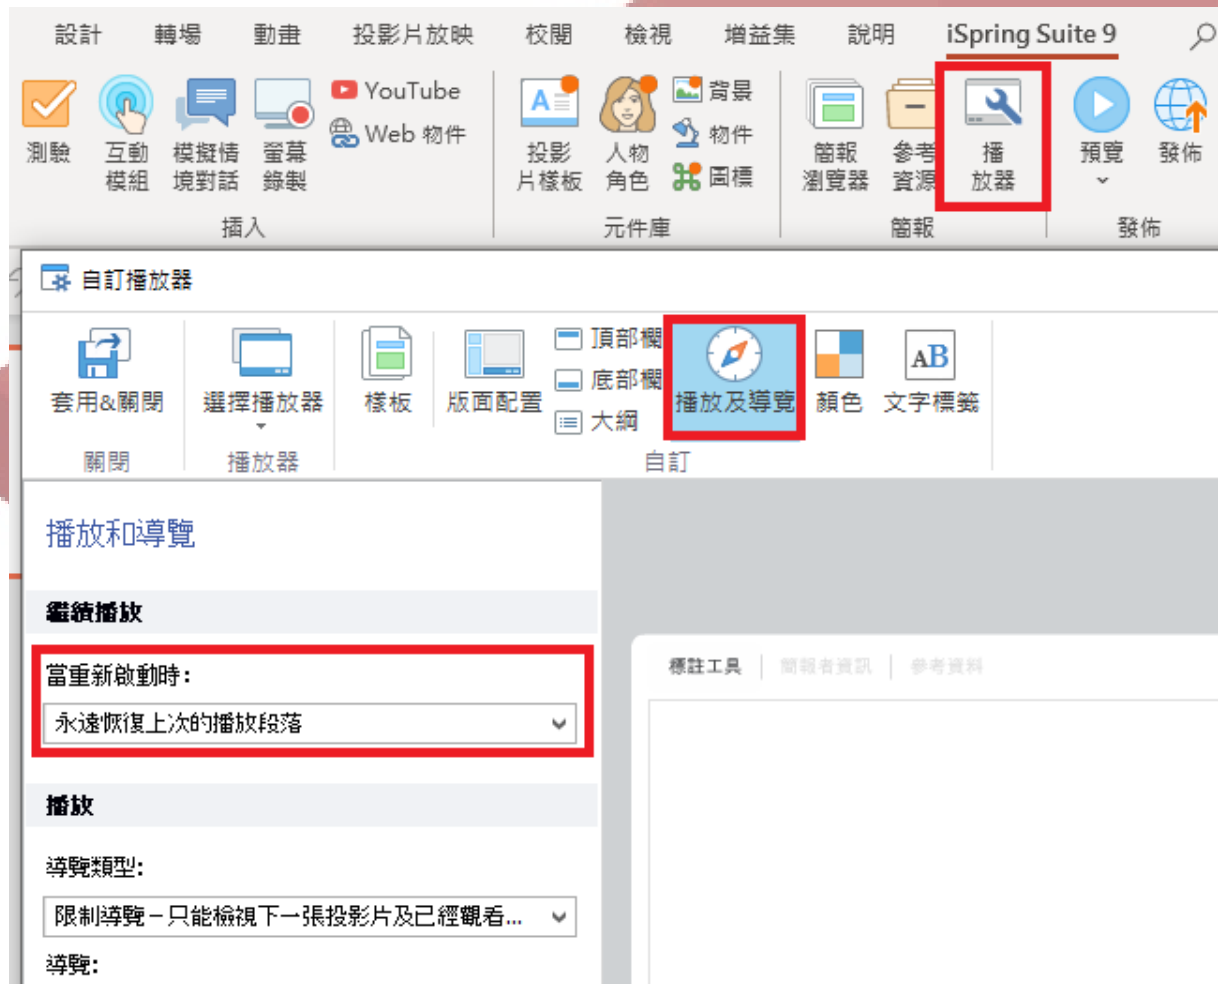 設計 轉場 動畫 投影片放映 校閱 檢視 增益集 說明 iSpring Suite 9
測驗
互動
模組
模擬情
境對話
螢幕
錄製
YouTube
Web 物件
投影
片樣板
人物
角色
背景
物件
圖標
簡報
瀏覽器
參考
資源
播
放器
預覽
發佈
插入
元件庫
簡報
發佈
自訂播放器
套用&關閉
選擇播放器
樣板
版面配置
頂部欄
底部欄
大綱
播放及導覽
顏色
AB
文字標籤
關閉
播放器
自訂
播放和導覽
繼續播放
當重新啟動時:
永遠恢復上次的播放段落
播放
導覽類型:
限制導覽－只能檢視下一張投影片及已經觀看...
導覽:
標註工具
簡報者資訊
參考資料